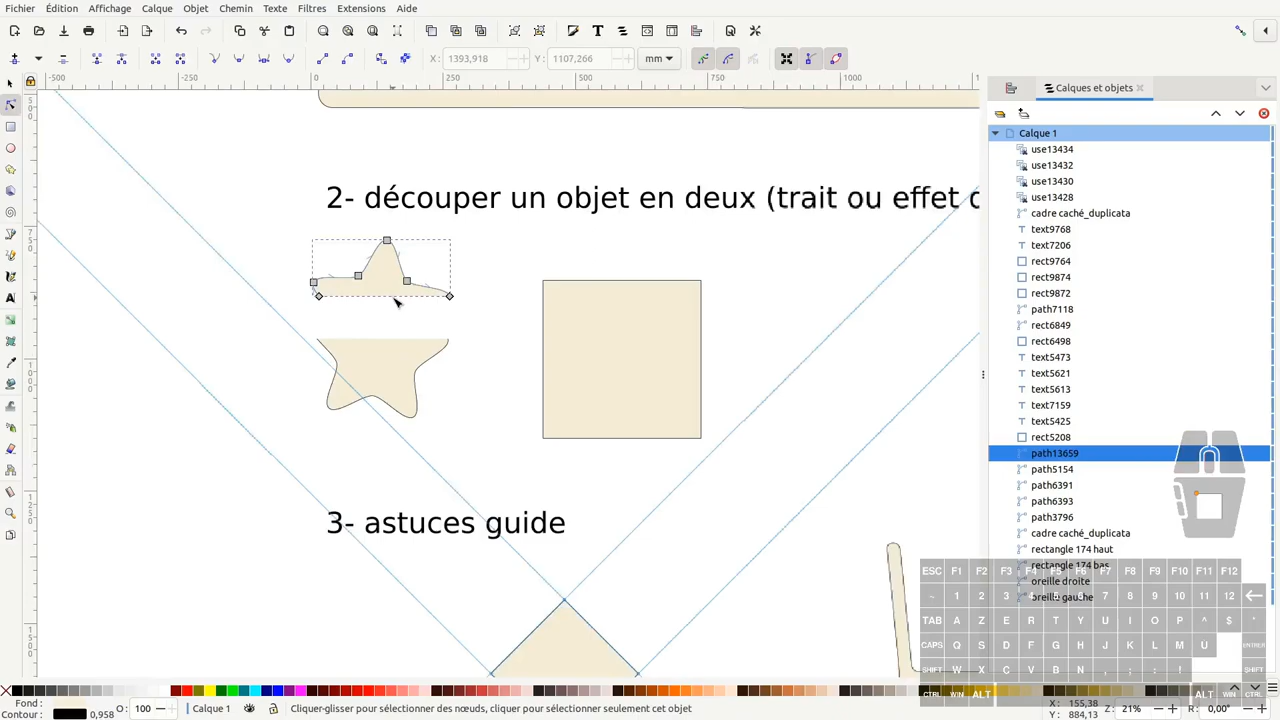 Fichier Édition Affichage Calque Objet Chemin Texte Filtres Extensions Aide
X: 1393,918 Y: 1107,266 mm
-500 -250 0 250 500 750 1000
Calques et objets
Calque 1
use13434
use13432
use13430
use13428
cadre caché_duplicata
text9768
text7206
rect9764
rect9874
rect9872
path7118
rect6849
rect6498
text5473
text5621
text5613
text7159
text5425
rect5208
path13659
path5154
path6391
path6393
path3796
cadre caché_duplicata
rectangle 174 haut
rectangle 174 bas
oreille droite
oreille gauche
2- découper un objet en deux (trait ou effet d
3- astuces guide
ESC F1 F2 F3 F4 F5 F6 F7 F8 F9 F10 F11 F12
~ 1 2 3 4 5 6 7 8 9 10 11 12
TAB A Z E R T Y U I O P ^ $ *
CAPS Q S D F G H J K L M U ENTRER
SHIFT W X C V B N , ; : ! SHIFT
CTRL WIN ALT ALT WIN CTRL
Fond :
Contour : 0,958
O: 100
Calque 1
Cliquer-glisser pour sélectionner des nœuds, cliquer pour sélectionner seulement cet objet
X: 155,38
Y: 884,13
Z: 21%
R: 0,00°